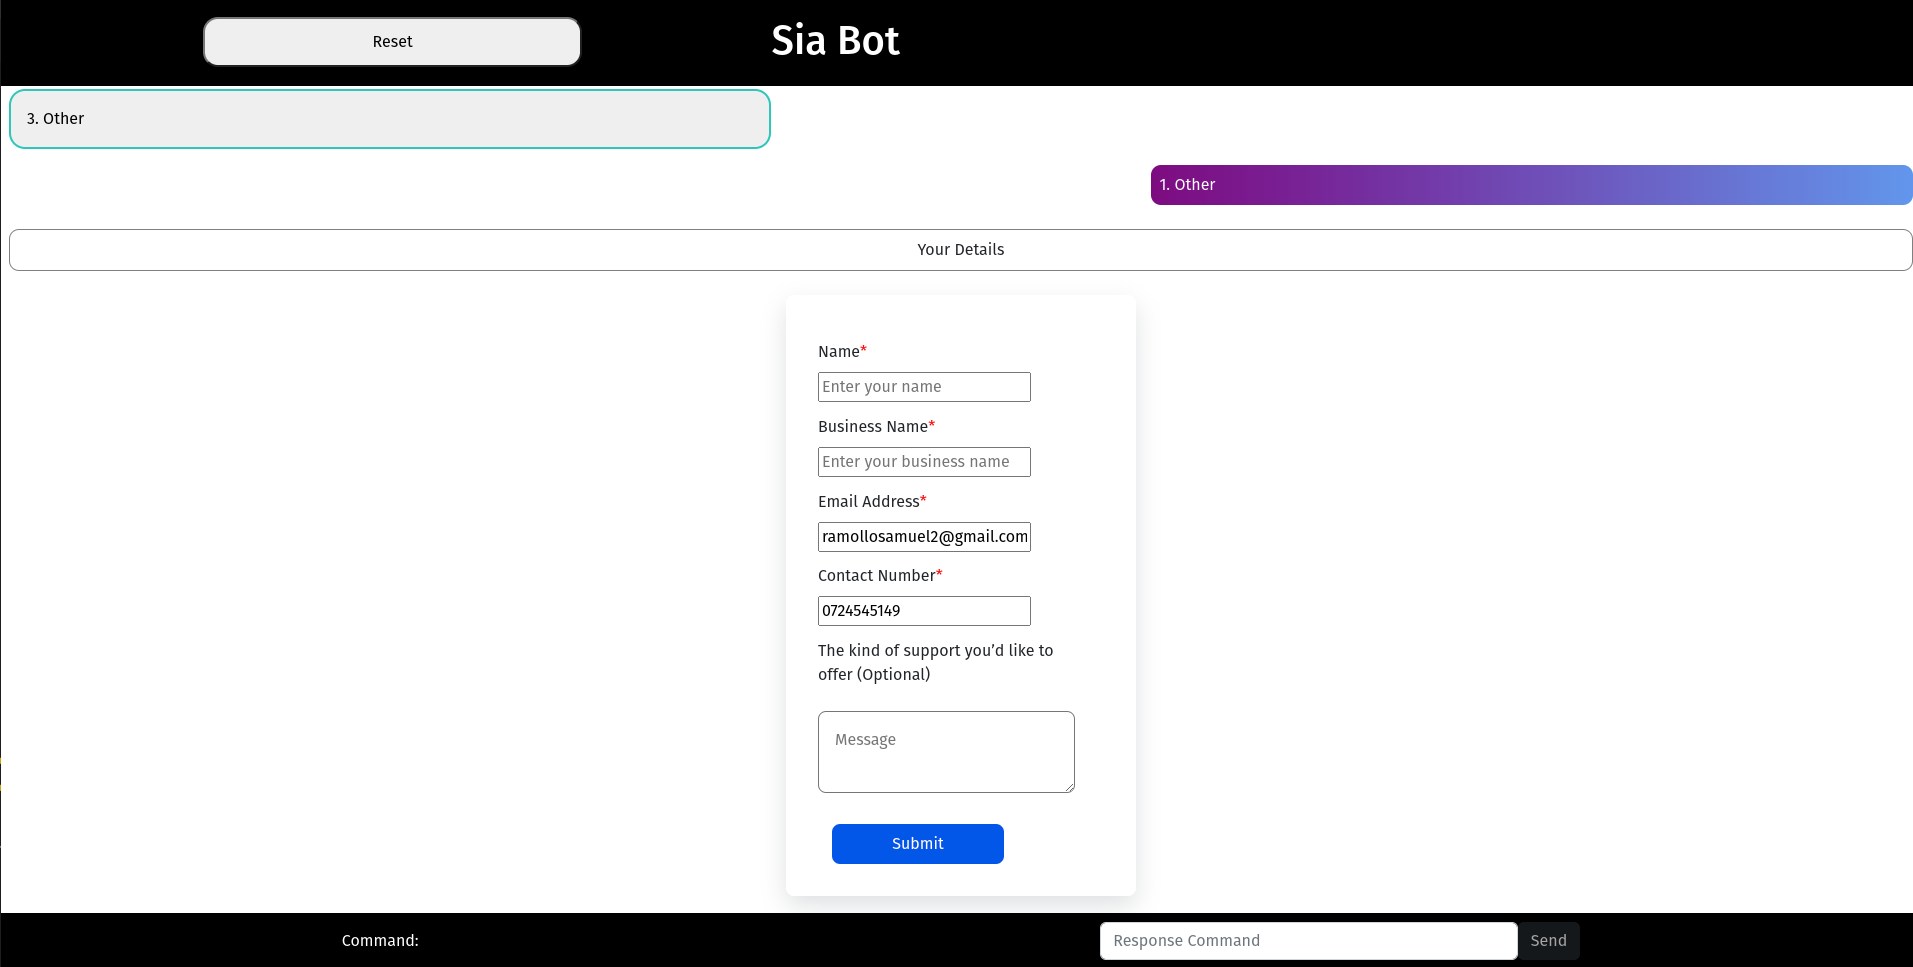 Reset
Sia Bot
3. Other
1. Other
Your Details
Name*
Enter your name
Business Name*
Enter your business name
Email Address*
ramollosamuel2@gmail.com
Contact Number*
0724545149
The kind of support you’d like to
offer (Optional)
Message
Submit
Command:
Response Command
Send